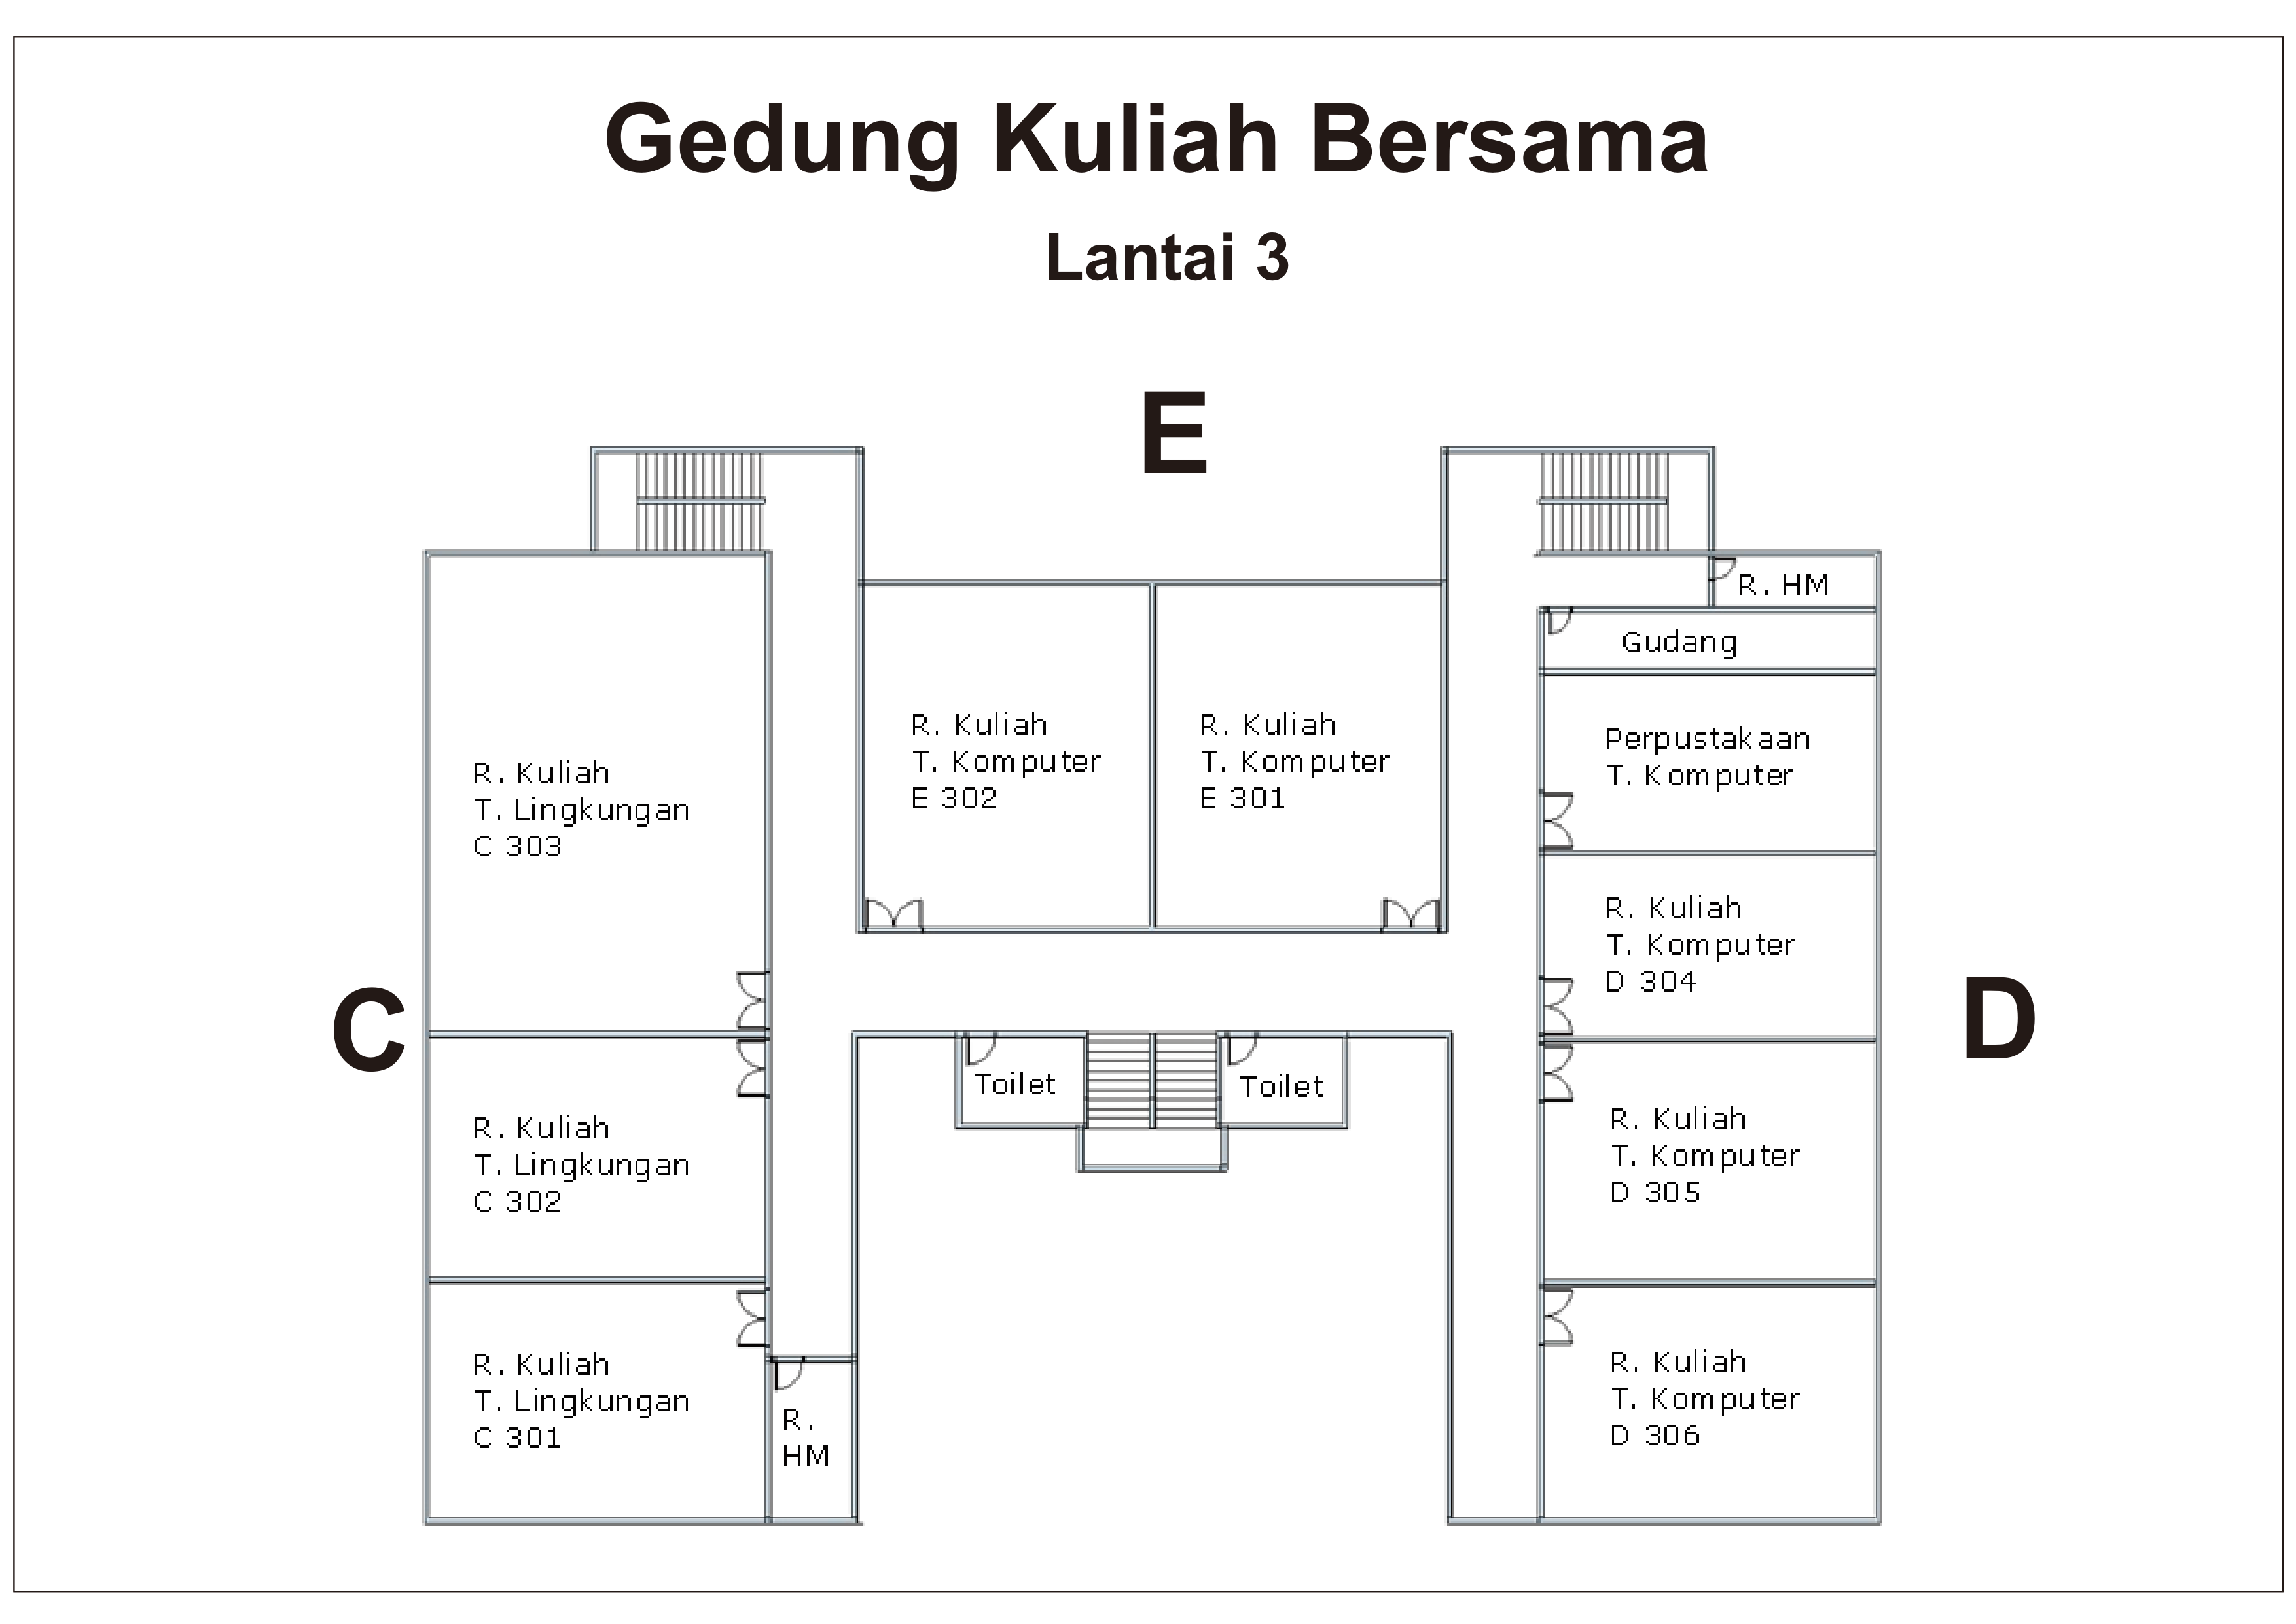 Gedung Kuliah Bersama
Lantai 3
E
C
D
R. Kuliah
T. Lingkungan
C 303
R. Kuliah
T. Lingkungan
C 302
R. Kuliah
T. Lingkungan
C 301
R.
HM
R. Kuliah
T. Komputer
E 302
R. Kuliah
T. Komputer
E 301
Toilet
Toilet
R. HM
Gudang
Perpustakaan
T. Komputer
R. Kuliah
T. Komputer
D 304
R. Kuliah
T. Komputer
D 305
R. Kuliah
T. Komputer
D 306